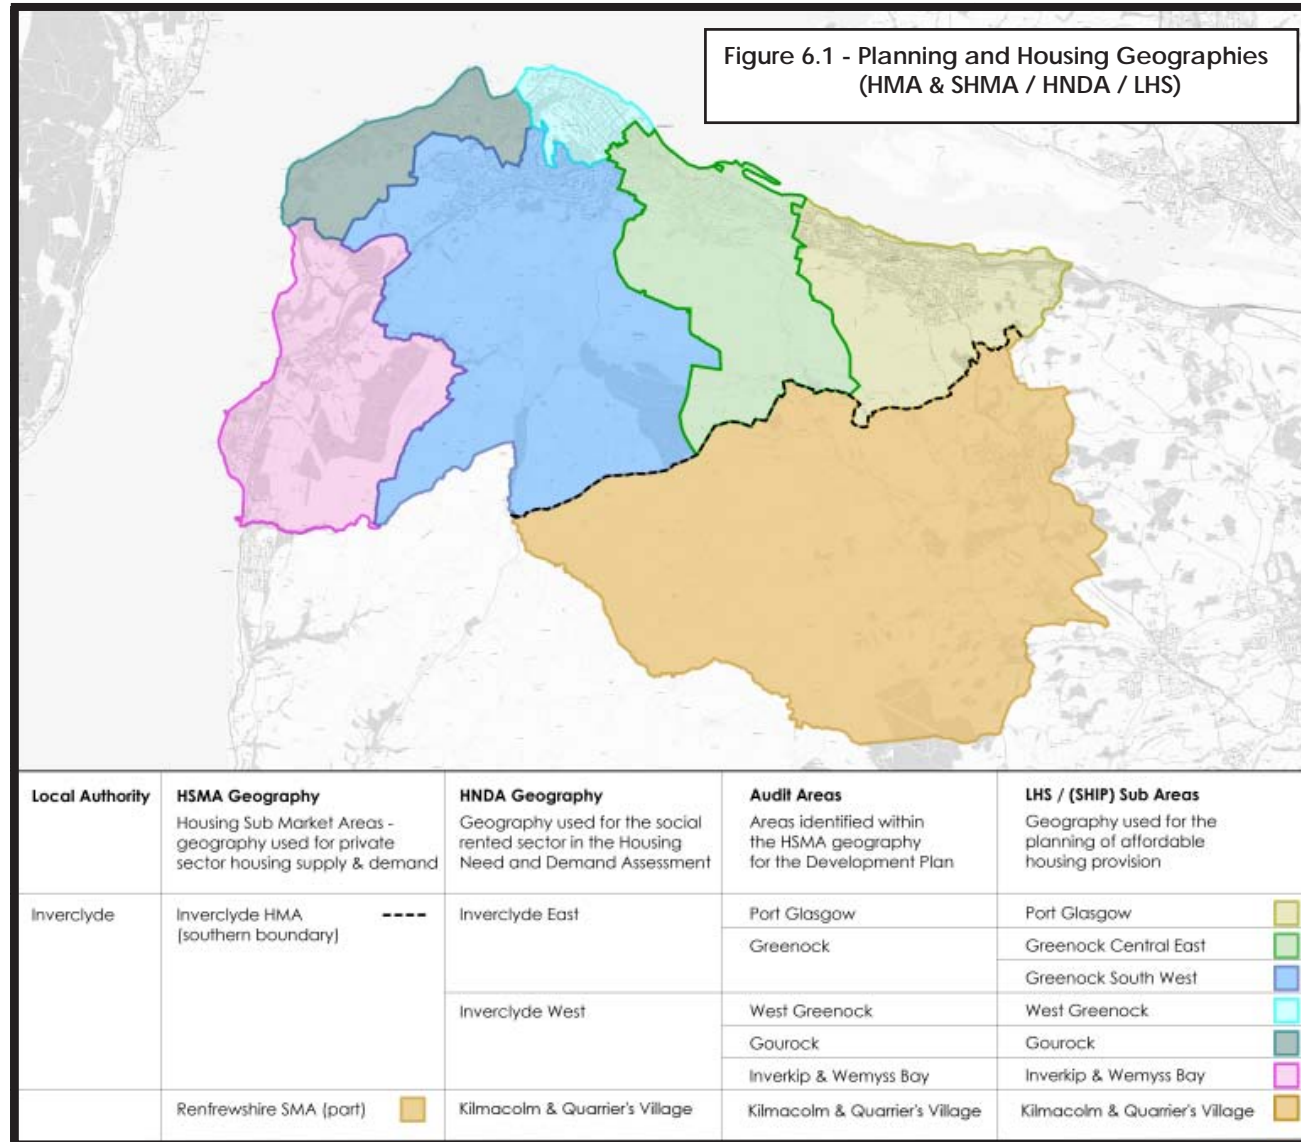 Figure 6.1 - Planning and Housing Geographies
(HMA & SHMA / HNDA / LHS)
Local Authority
HSMA Geography
Housing Sub Market Areas -
geography used for private
sector housing supply & demand
HNDA Geography
Geography used for the social
rented sector in the Housing
Need and Demand Assessment
Audit Areas
Areas identified within
the HSMA geography
for the Development Plan
LHS / (SHIP) Sub Areas
Geography used for the
planning of affordable
housing provision
Inverclyde
Inverclyde HMA
(southern boundary)
Inverclyde East
Port Glasgow
Port Glasgow
Greenock
Greenock Central East
Greenock South West
Inverclyde West
West Greenock
West Greenock
Gourock
Gourock
Inverkip & Wemyss Bay
Inverkip & Wemyss Bay
Renfrewshire SMA (part)
Kilmacolm & Quarrier's Village
Kilmacolm & Quarrier's Village
Kilmacolm & Quarrier's Village